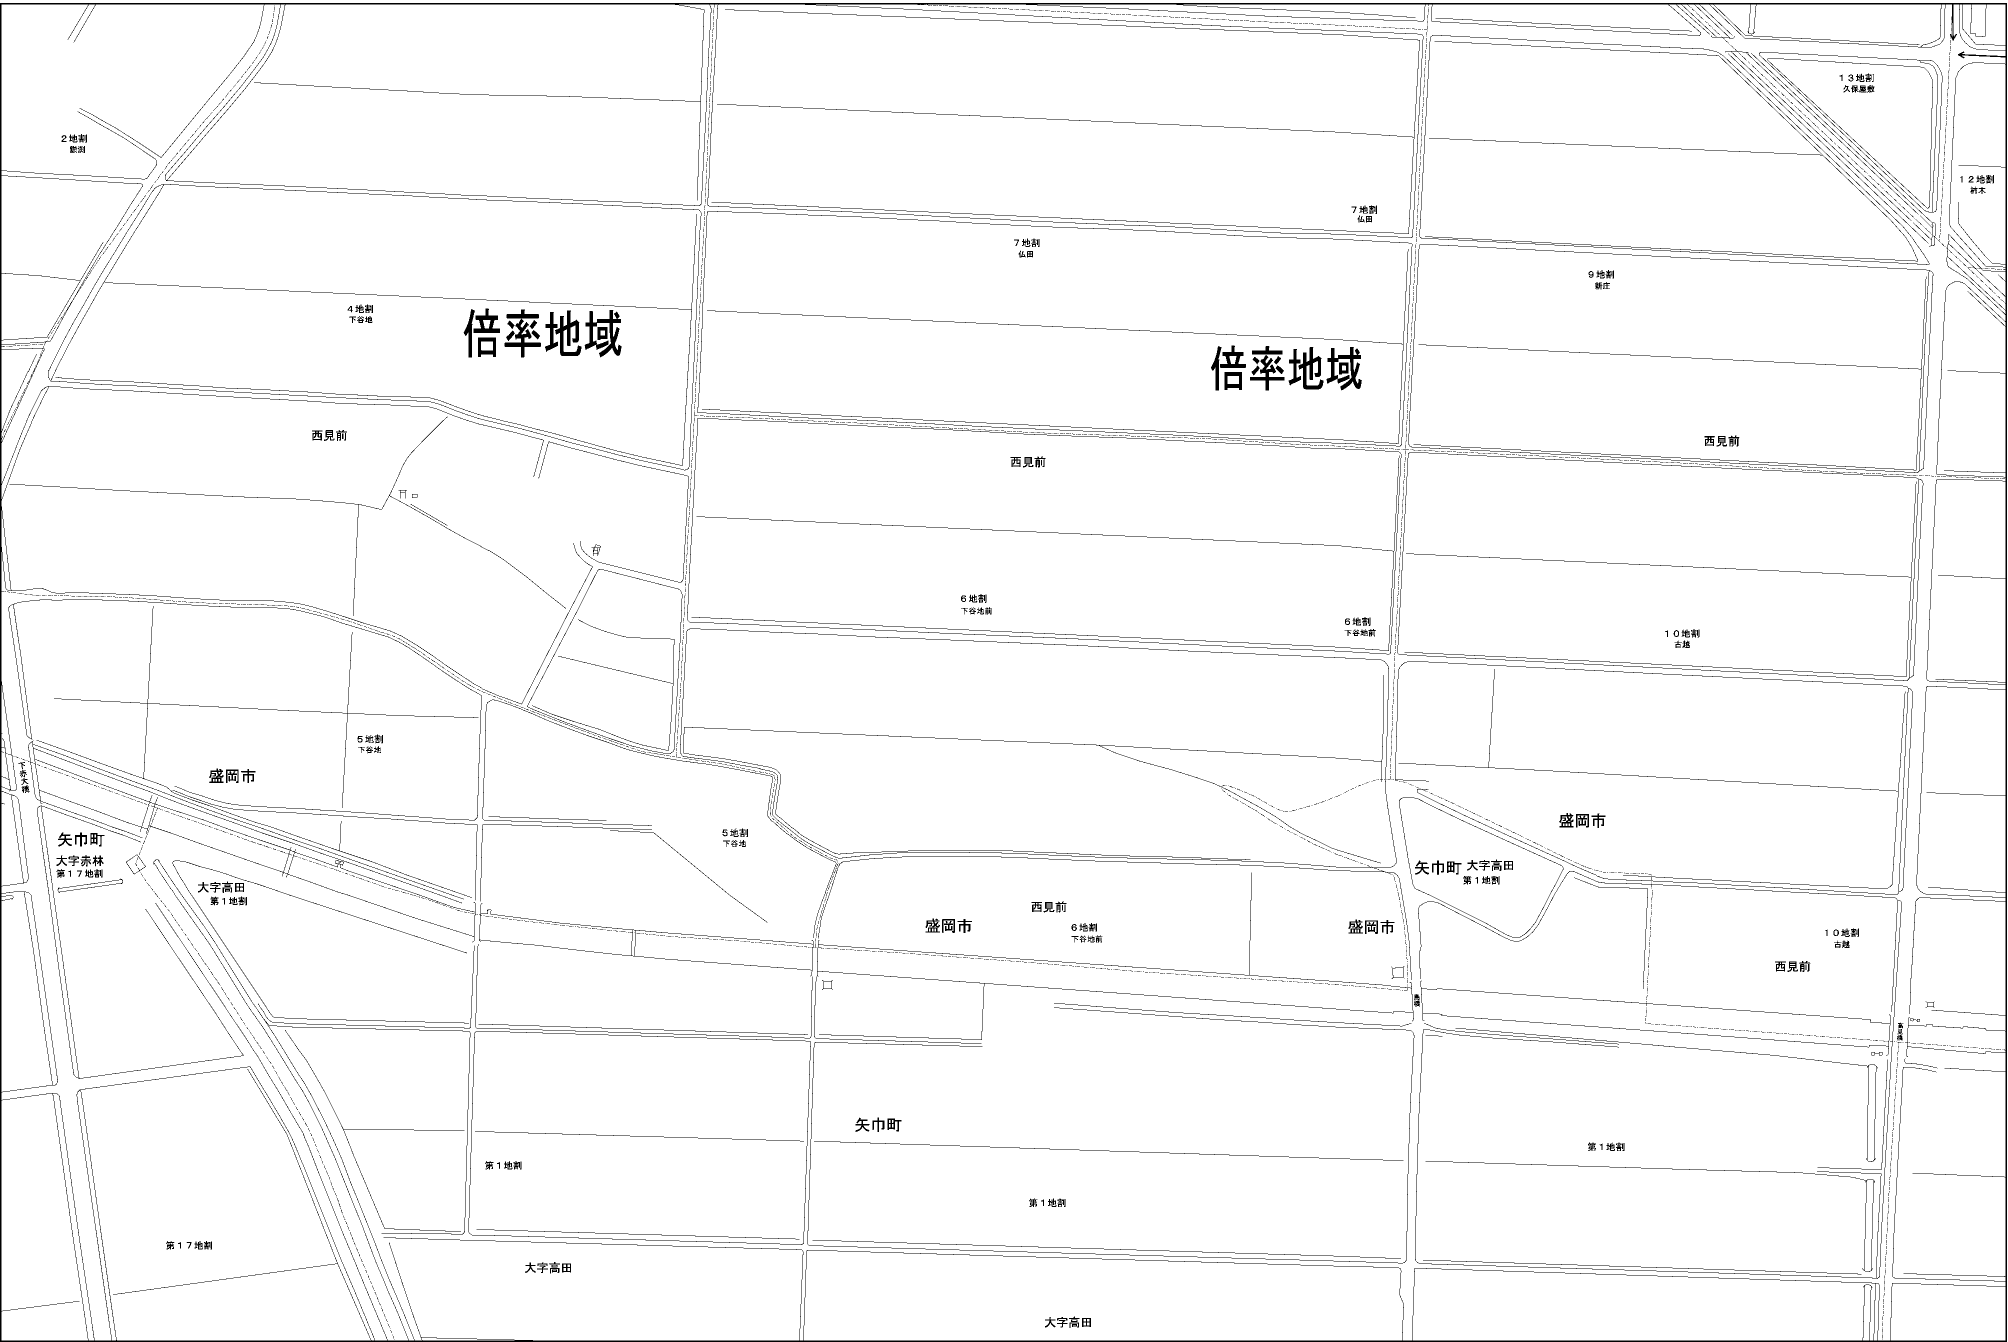 １３地割
久保屋敷
２地割
１２地割
７地割
仏田
７地割
仏田
９地割
新庄
４地割
下谷地
倍率地域
倍率地域
西見前
西見前
西見前
６地割
下谷地前
６地割
下谷地前
１０地割
古越
５地割
下谷地
下赤大橋
盛岡市
盛岡市
５地割
下谷地
矢巾町
大字赤林
第１７地割
矢巾町 大字高田
第１地割
大字高田
第１地割
西見前
盛岡市
６地割
下谷地前
盛岡市
１０地割
古越
西見前
矢巾町
第１地割
第１地割
第１地割
第１７地割
大字高田
大字高田